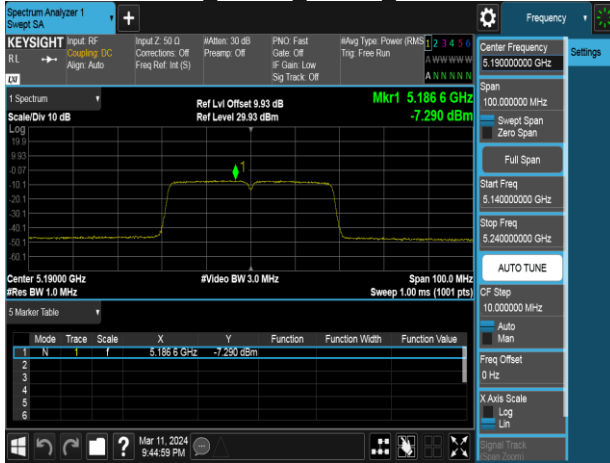 Spectrum Analyzer 1
Swept SA
+
Frequency
KEYSIGHT
RL
Input: RF
Coupling: DC
Align: Auto
Input Z: 50 Ω
Corrections: Off
Freq Ref: Int (S)
#Atten: 30 dB
Preamp: Off
PNO: Fast
Gate: Off
IF Gain: Low
Sig Track: Off
#Avg Type: Power (RMS
Trig: Free Run
1 2 3 4 5 6
A WW WW W
A N N N N N
1 Spectrum
Scale/Div 10 dB
Log
Ref Lvl Offset 9.93 dB
Ref Level 29.93 dBm
Mkr1 5.186 6 GHz
-7.290 dBm
19.9
9.93
-0.07
-10.1
-20.1
-30.1
-40.1
-50.1
-60.1
1
Center 5.19000 GHz
#Res BW 1.0 MHz
#Video BW 3.0 MHz
Span 100.0 MHz
Sweep 1.00 ms (1001 pts)
5 Marker Table
Mode Trace Scale X Y Function Function Width Function Value
1 N 1 f 5.186 6 GHz -7.290 dBm
2
3
4
5
6
Mar 11, 2024
9:44:59 PM
Settings
Center Frequency
5.190000000 GHz
Span
100.000000 MHz
Swept Span
Zero Span
Full Span
Start Freq
5.140000000 GHz
Stop Freq
5.240000000 GHz
AUTO TUNE
CF Step
10.000000 MHz
Auto
Man
Freq Offset
0 Hz
X Axis Scale
Log
Lin
Signal Track
(Span Zoom)